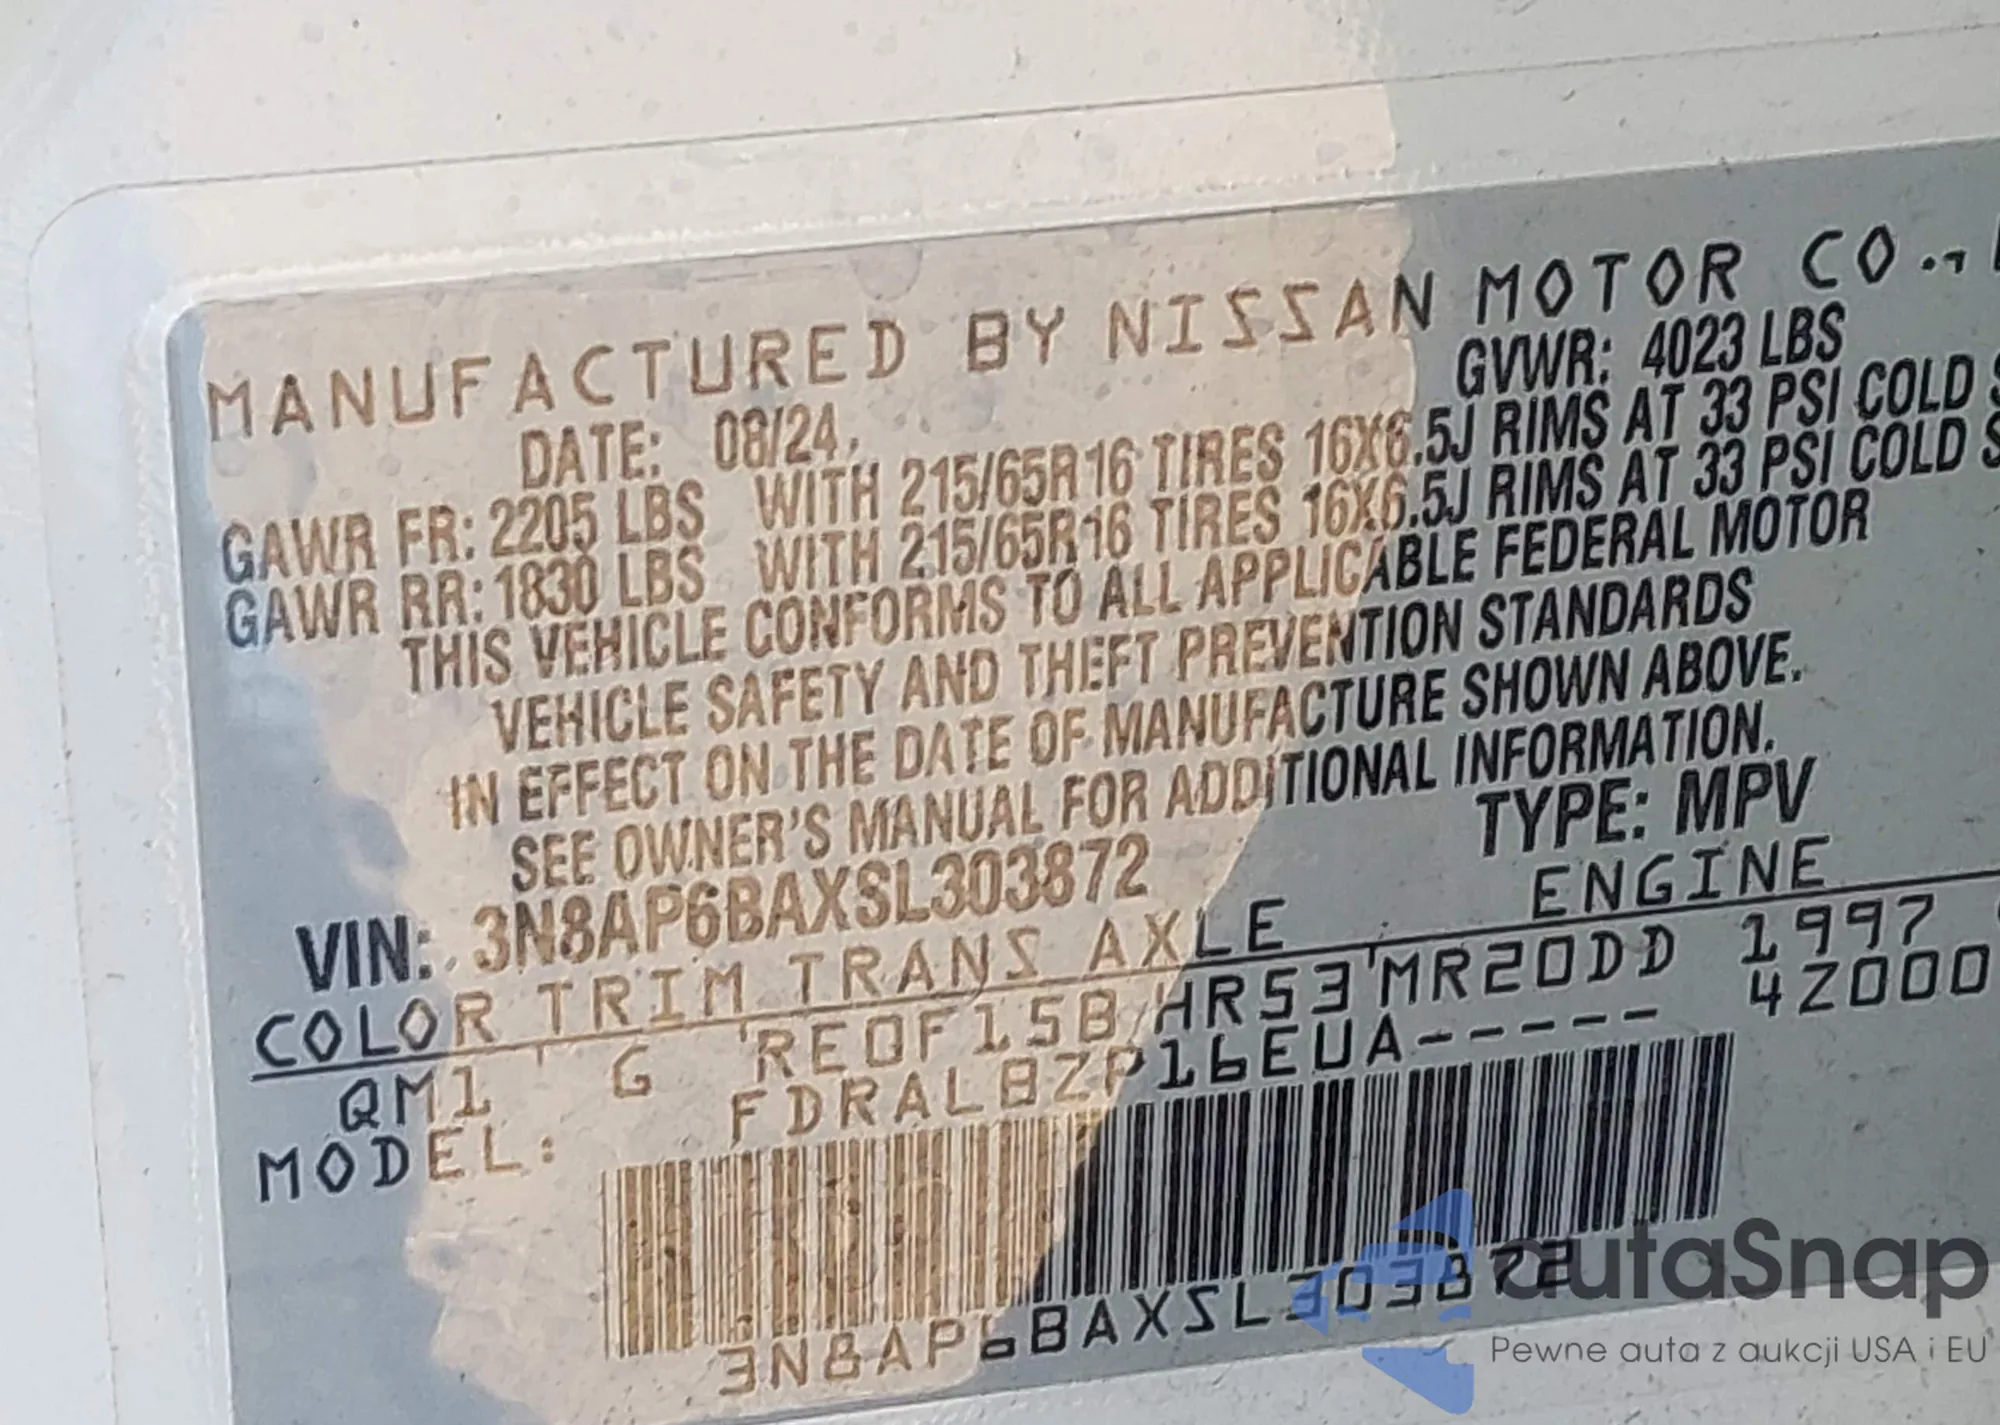 MANUFACTURED BY NISSAN MOTOR CO.,
DATE: 08/24 GVWR: 4023 LBS
GAWR FR: 2205 LBS WITH 215/65R16 TIRES 16X6.5J RIMS AT 33 PSI COLD
GAWR RR: 1830 LBS WITH 215/65R16 TIRES 16X6.5J RIMS AT 33 PSI COLD
THIS VEHICLE CONFORMS TO ALL APPLICABLE FEDERAL MOTOR
VEHICLE SAFETY AND THEFT PREVENTION STANDARDS
IN EFFECT ON THE DATE OF MANUFACTURE SHOWN ABOVE.
SEE OWNER'S MANUAL FOR ADDITIONAL INFORMATION.
VIN: 3N8AP6BAXSL303872 TYPE: MPV
COLOR TRIM TRANS AXLE ENGINE
QM1 G RE0F15B HR53 MR20DD 1997
MODEL: FDRALBZP16EUA----- 4Z000
3N8AP6BAXSL303872
autaSnap
Pewne auta z aukcji USA i EU